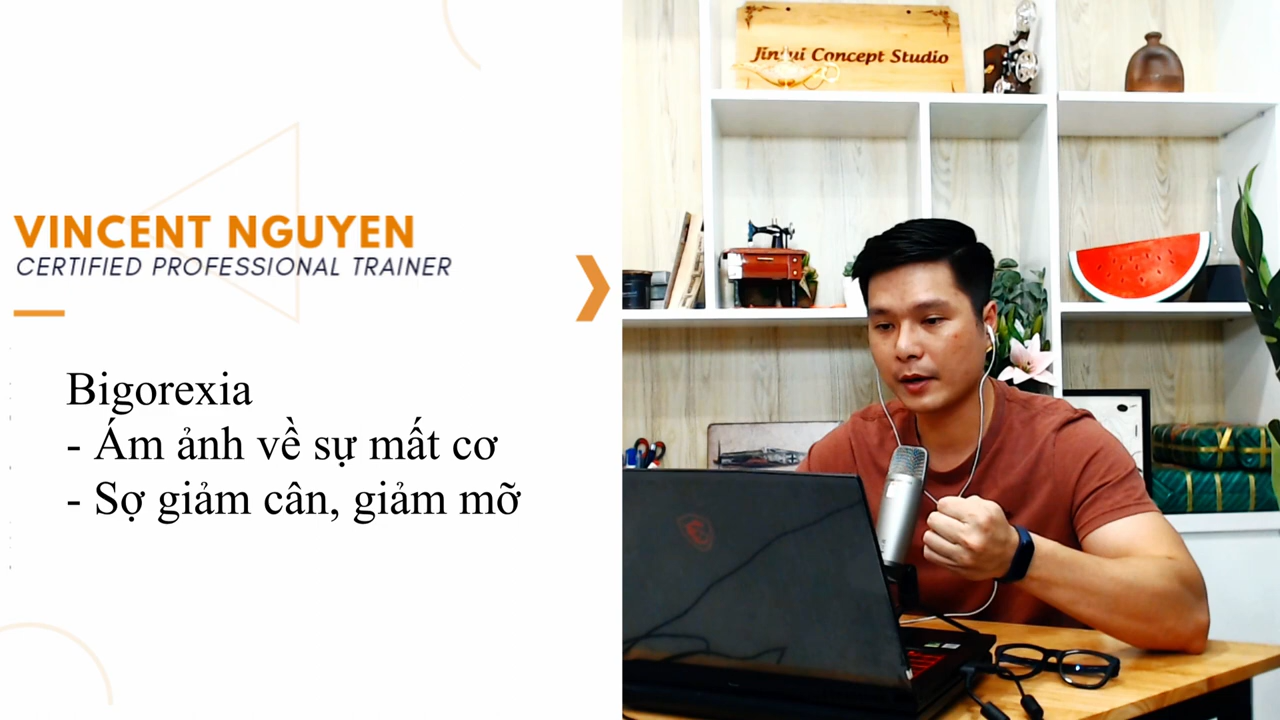 VINCENT NGUYEN
CERTIFIED PROFESSIONAL TRAINER
Bigorexia
- Ám ảnh về sự mất cơ
- Sợ giảm cân, giảm mỡ
Concept Studio